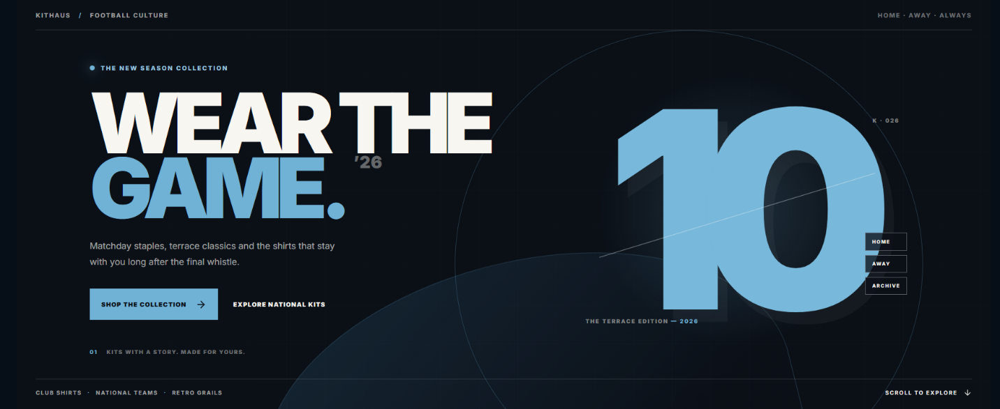 KITHAUS / FOOTBALL CULTURE
HOME · AWAY · ALWAYS
THE NEW SEASON COLLECTION
WEAR THE
GAME.
'26
10
K · 026
Matchday staples, terrace classics and the shirts that stay
with you long after the final whistle.
HOME
AWAY
ARCHIVE
SHOP THE COLLECTION →
EXPLORE NATIONAL KITS
THE TERRACE EDITION — 2026
01 KITS WITH A STORY. MADE FOR YOURS.
CLUB SHIRTS · NATIONAL TEAMS · RETRO GRAILS
SCROLL TO EXPLORE ↓